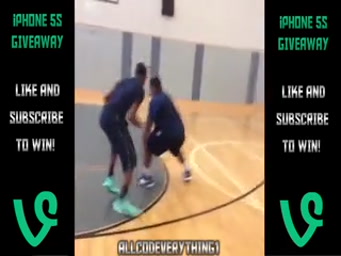 iPHONE 5S
GIVEAWAY
LIKE AND
SUBSCRIBE
TO WIN!
iPHONE 5S
GIVEAWAY
LIKE AND
SUBSCRIBE
TO WIN!
ALLCODEVERYTHING1